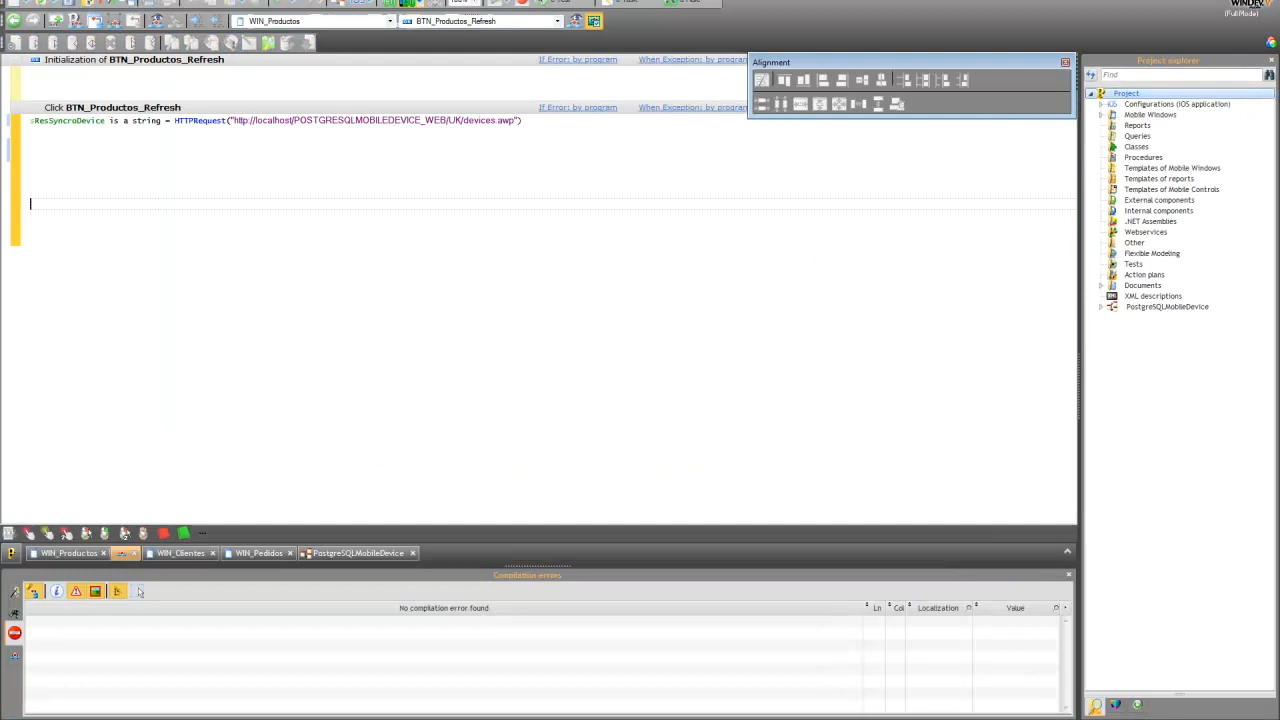 WINDEV
(Full Mode)
WIN_Productos
BTN_Productos_Refresh
Initialization of BTN_Productos_Refresh
If Error: by program
When Exception: by program
Alignment
Click BTN_Productos_Refresh
If Error: by program
When Exception: by program
sResSyncroDevice is a string = HTTPRequest("http://localhost/POSTGRESQLMOBILEDEVICE_WEB/UK/devices.awp")
Project explorer
Find
Project
Configurations (iOS application)
Mobile Windows
Reports
Queries
Classes
Procedures
Templates of Mobile Windows
Templates of reports
Templates of Mobile Controls
External components
Internal components
.NET Assemblies
Webservices
Other
Flexible Modeling
Tests
Action plans
Documents
XML descriptions
PostgreSQLMobileDevice
WIN_Productos
WIN_Clientes
WIN_Pedidos
PostgreSQLMobileDevice
Compilation errors
No compilation error found
Ln
Col
Localization
Value